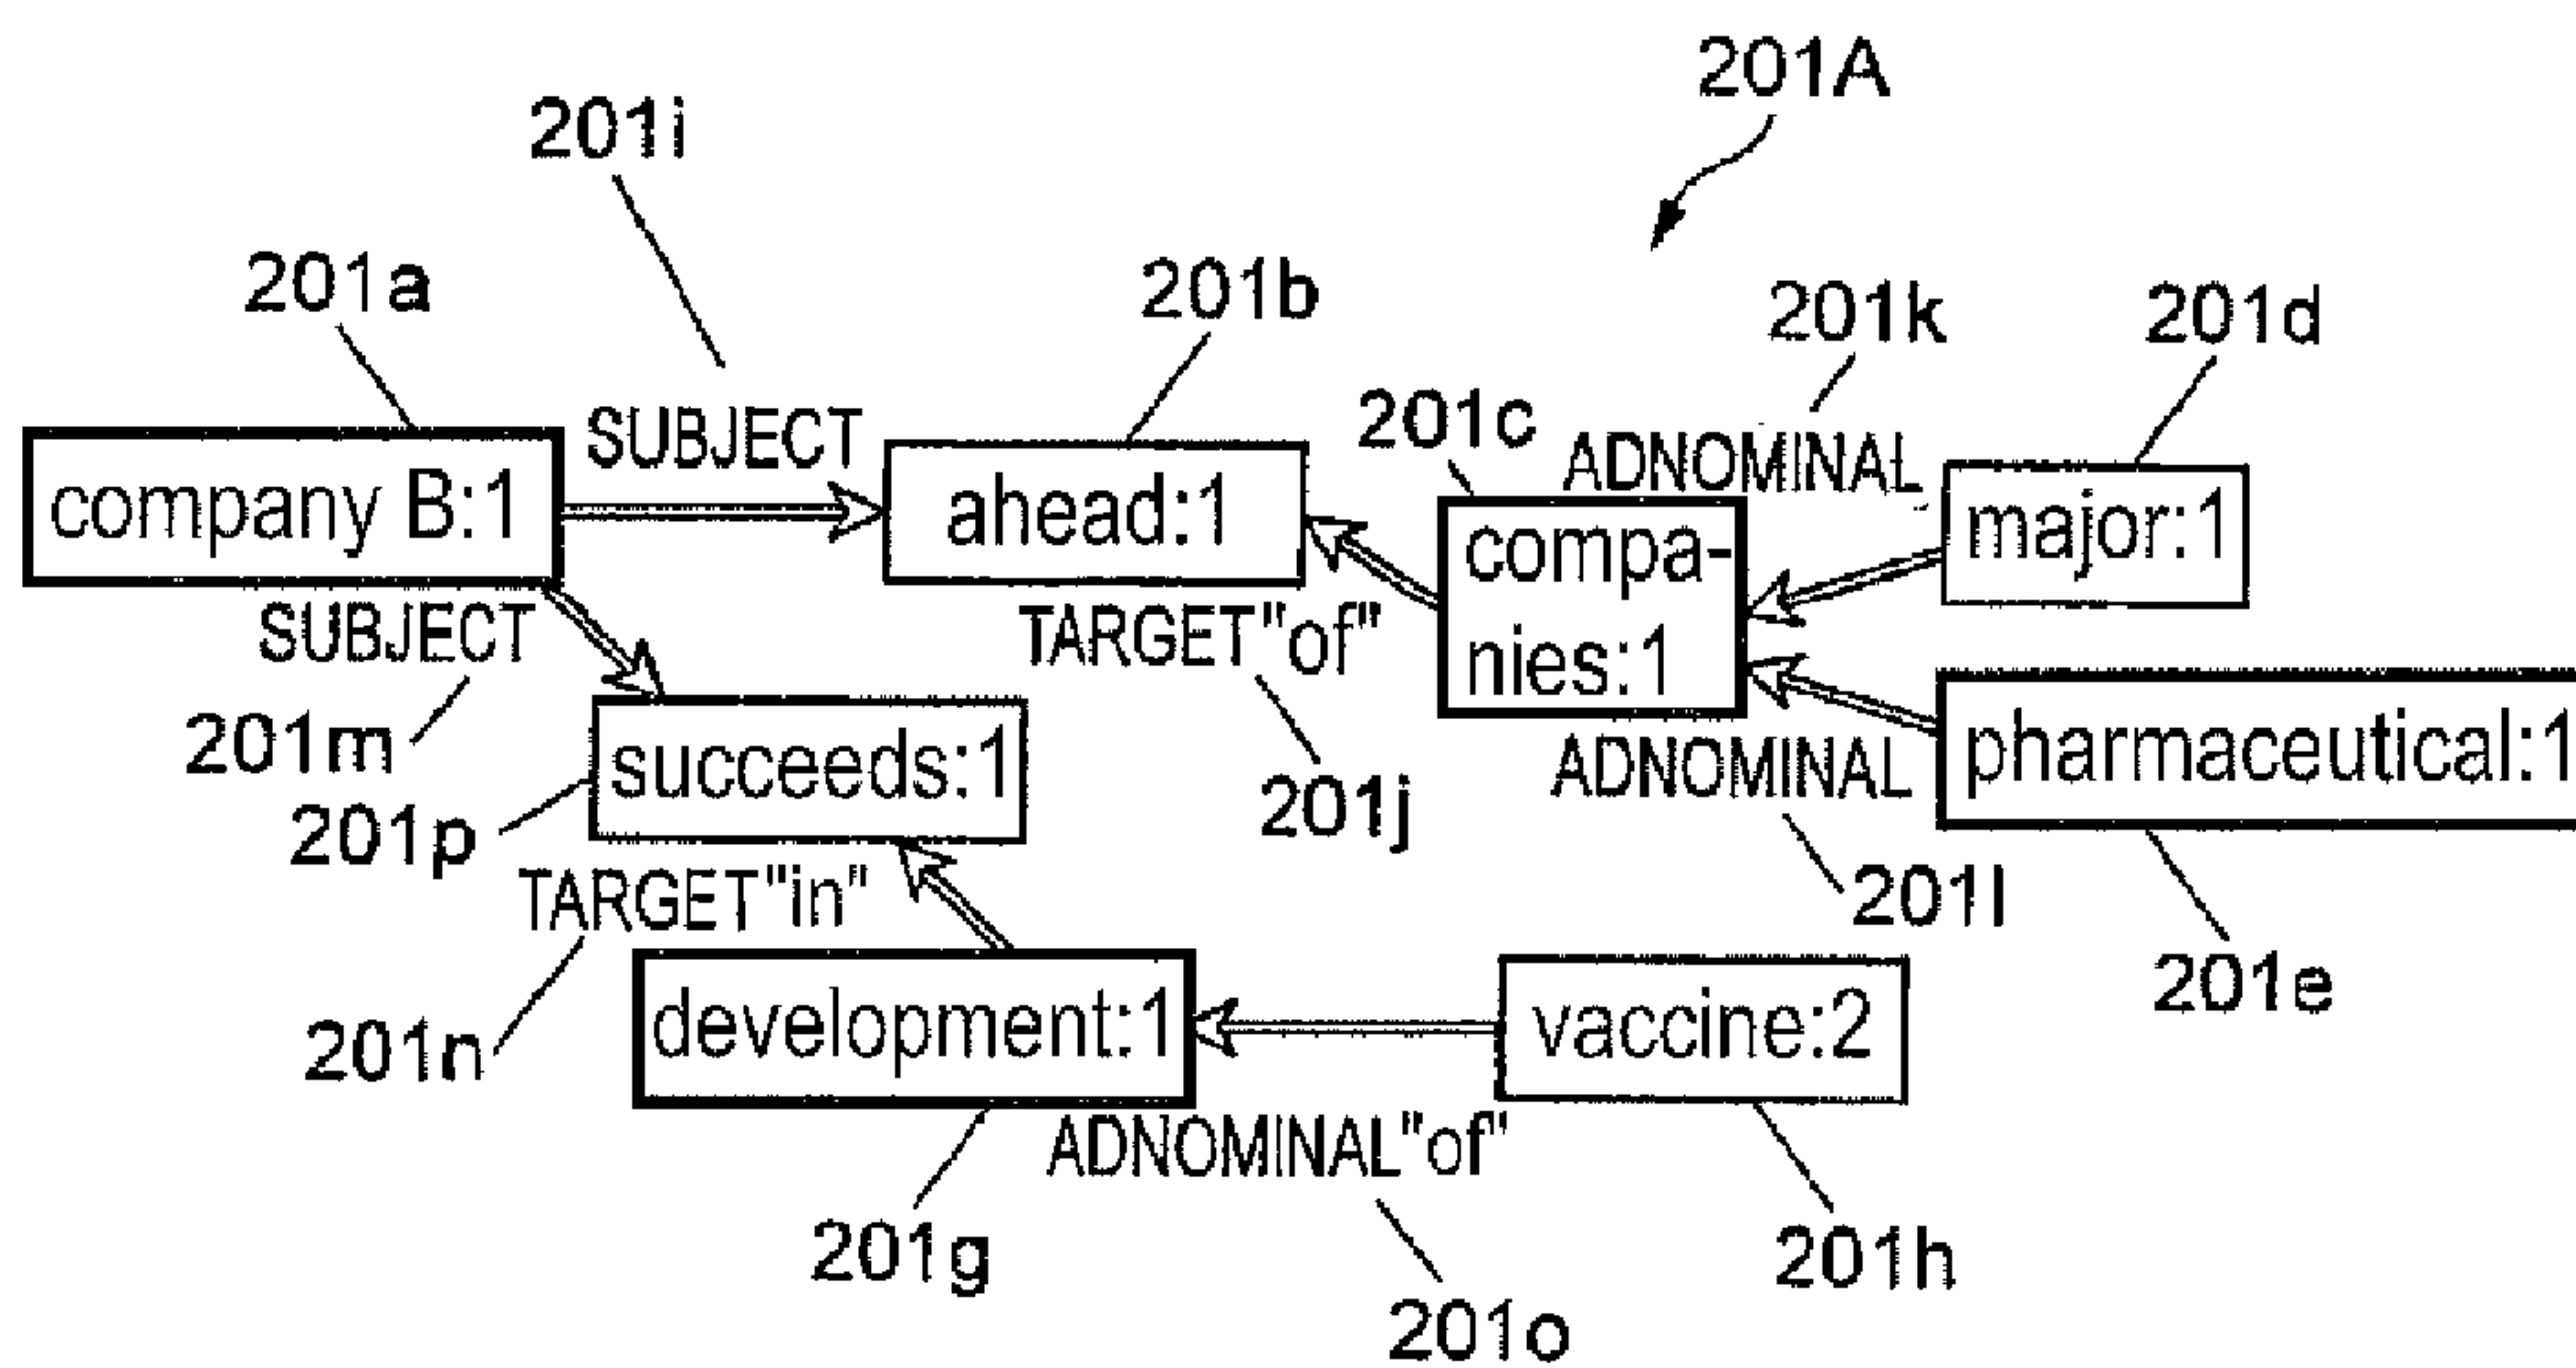 201A
201i
201a
201b
201k
201d
201c
SUBJECT
ADNOMINAL
company B:1
ahead:1
compa-
nies:1
major:1
SUBJECT
TARGET"of"
201m
succeeds:1
pharmaceutical:1
ADNOMINAL
201p
201j
TARGET"in"
201l
201n
development:1
vaccine:2
201e
ADNOMINAL"of"
201g
201h
201o